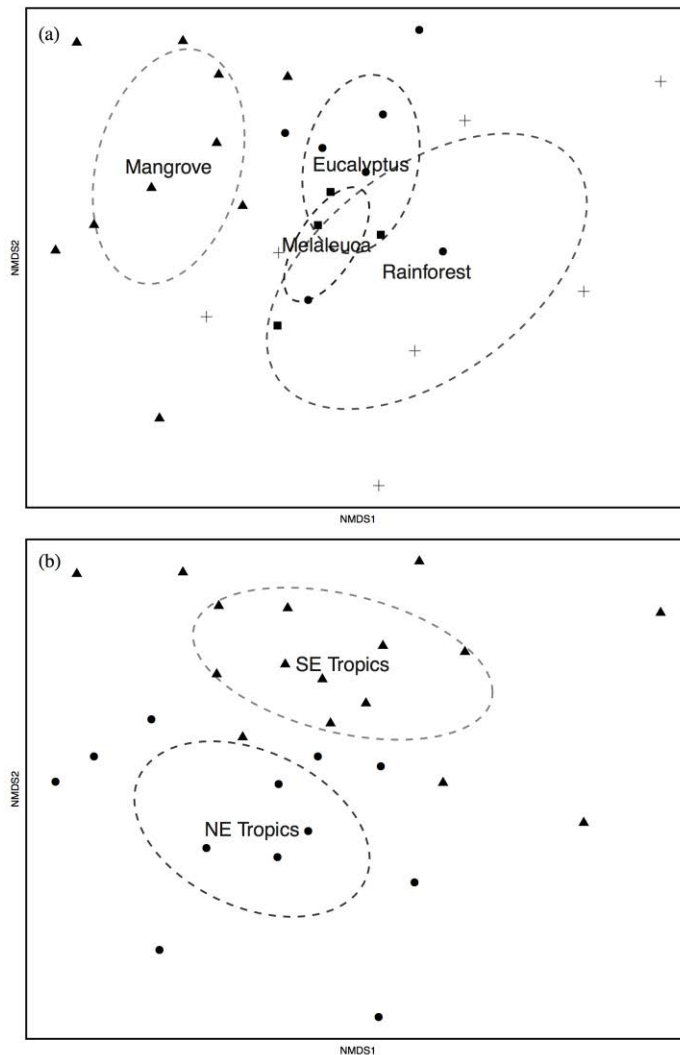 (a)
Mangrove
Eucalyptus
Melaleuca
Rainforest
NMDS2
NMDS1
(b)
SE Tropics
NE Tropics
NMDS2
NMDS1